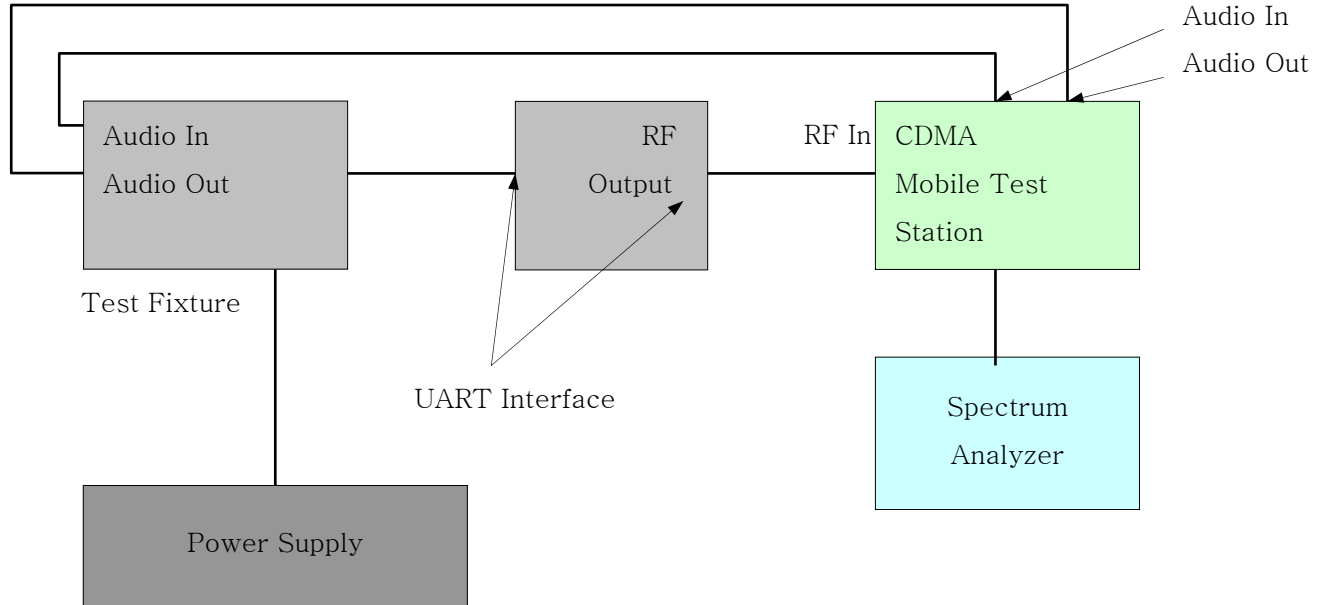 Audio In
Audio Out
Audio In
Audio Out
RF
Output
RF In
CDMA
Mobile Test
Station
Test Fixture
UART Interface
Spectrum
Analyzer
Power Supply